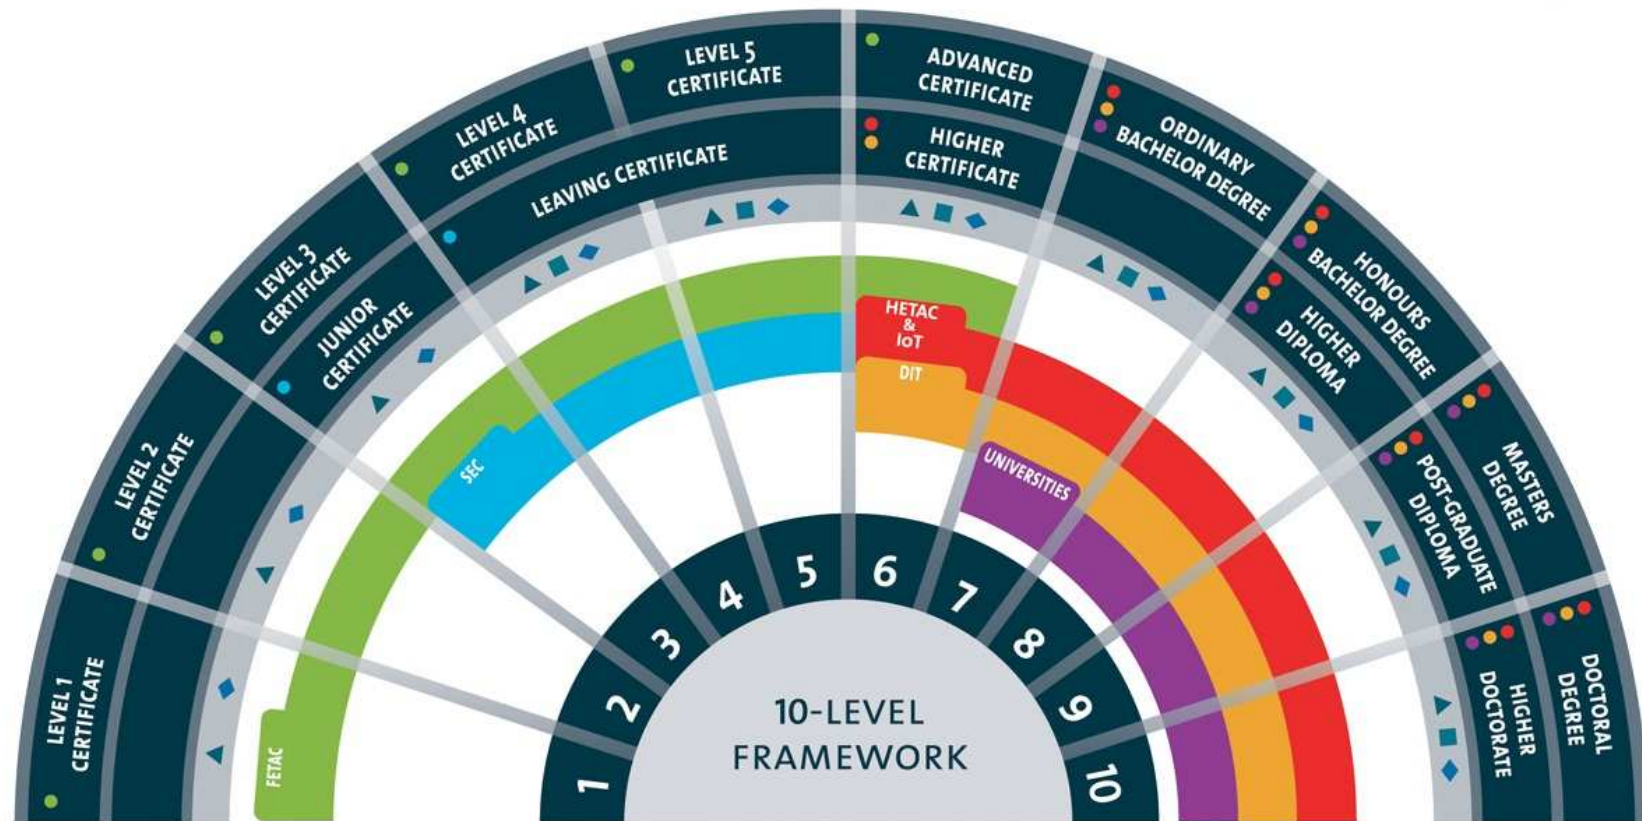 LEVEL 1
CERTIFICATE
LEVEL 2
CERTIFICATE
LEVEL 3
CERTIFICATE
JUNIOR
CERTIFICATE
LEVEL 4
CERTIFICATE
LEVEL 5
CERTIFICATE
LEAVING CERTIFICATE
ADVANCED
CERTIFICATE
HIGHER
CERTIFICATE
ORDINARY
BACHELOR DEGREE
HONOURS
BACHELOR DEGREE
HIGHER
DIPLOMA
MASTERS
DEGREE
POST-GRADUATE
DIPLOMA
DOCTORAL
DEGREE
HIGHER
DOCTORATE
FETAC
SEC
HETAC
&
IoT
DIT
UNIVERSITIES
1
2
3
4
5
6
7
8
9
10
10-LEVEL
FRAMEWORK